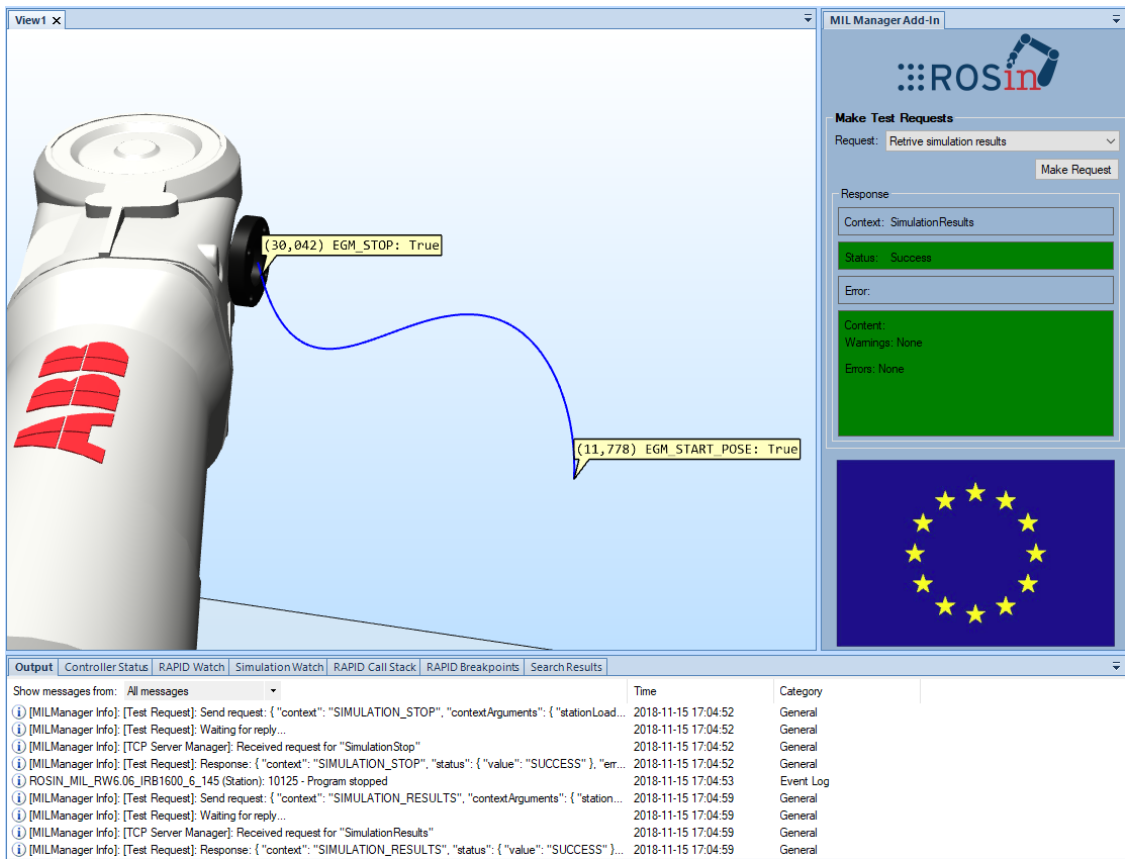 View1
(30,042) EGM_STOP: True
(11,778) EGM_START_POSE: True
ABB
MIL Manager Add-In
ROSin
Make Test Requests
Request: Retrive simulation results
Make Request
Response
Context: SimulationResults
Status: Success
Error:
Content:
Warnings: None
Errors: None
Output Controller Status RAPID Watch Simulation Watch RAPID Call Stack RAPID Breakpoints Search Results
Show messages from: All messages Time Category
[MILManager Info]: [Test Request]: Send request: { "context": "SIMULATION_STOP", "contextArguments": { "stationLoad... 2018-11-15 17:04:52 General
[MILManager Info]: [Test Request]: Waiting for reply... 2018-11-15 17:04:52 General
[MILManager Info]: [TCP Server Manager]: Received request for "SimulationStop" 2018-11-15 17:04:52 General
[MILManager Info]: [Test Request]: Response: { "context": "SIMULATION_STOP", "status": { "value": "SUCCESS" }, "err... 2018-11-15 17:04:52 General
ROSIN_MIL_RW6.06_IRB1600_6_145 (Station): 10125 - Program stopped 2018-11-15 17:04:53 Event Log
[MILManager Info]: [Test Request]: Send request: { "context": "SIMULATION_RESULTS", "contextArguments": { "station... 2018-11-15 17:04:59 General
[MILManager Info]: [Test Request]: Waiting for reply... 2018-11-15 17:04:59 General
[MILManager Info]: [TCP Server Manager]: Received request for "SimulationResults" 2018-11-15 17:04:59 General
[MILManager Info]: [Test Request]: Response: { "context": "SIMULATION_RESULTS", "status": { "value": "SUCCESS" }... 2018-11-15 17:04:59 General